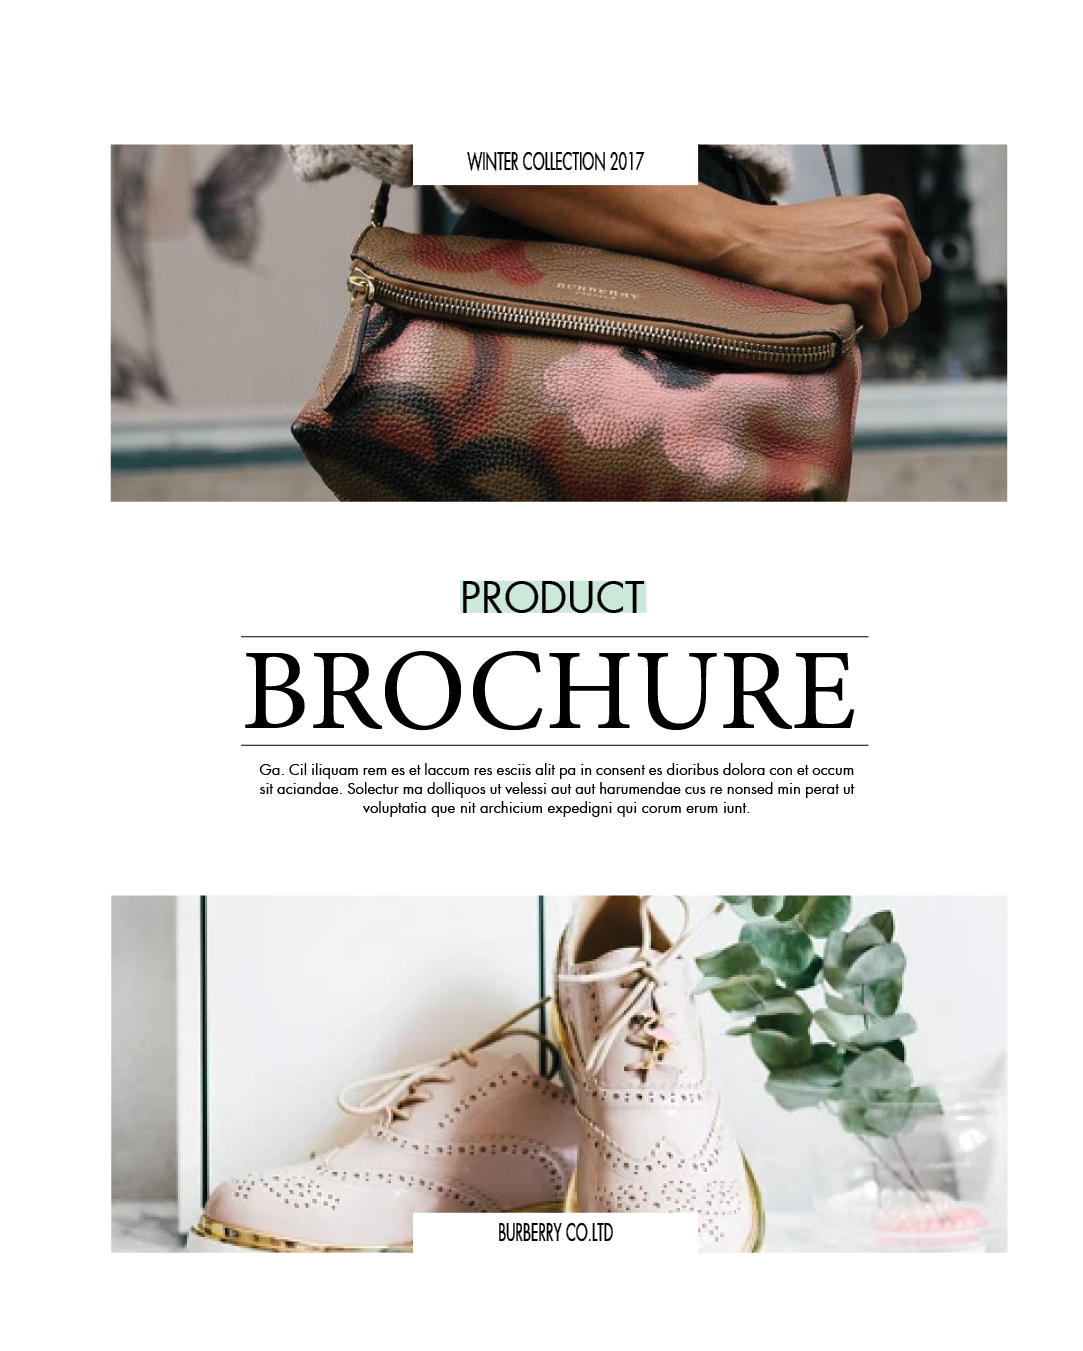 WINTER COLLECTION 2017
BURBERRY
PRODUCT
BROCHURE
Ga. Cil iliquam rem es et laccum res esciis alit pa in consent es dioribus dolora con et occum
sit aciandae. Solectur ma dolliquos ut velessi aut aut harumendae cus re nonsed min perat ut
voluptatia que nit archicium expedigni qui corum erum iunt.
BURBERRY CO.LTD